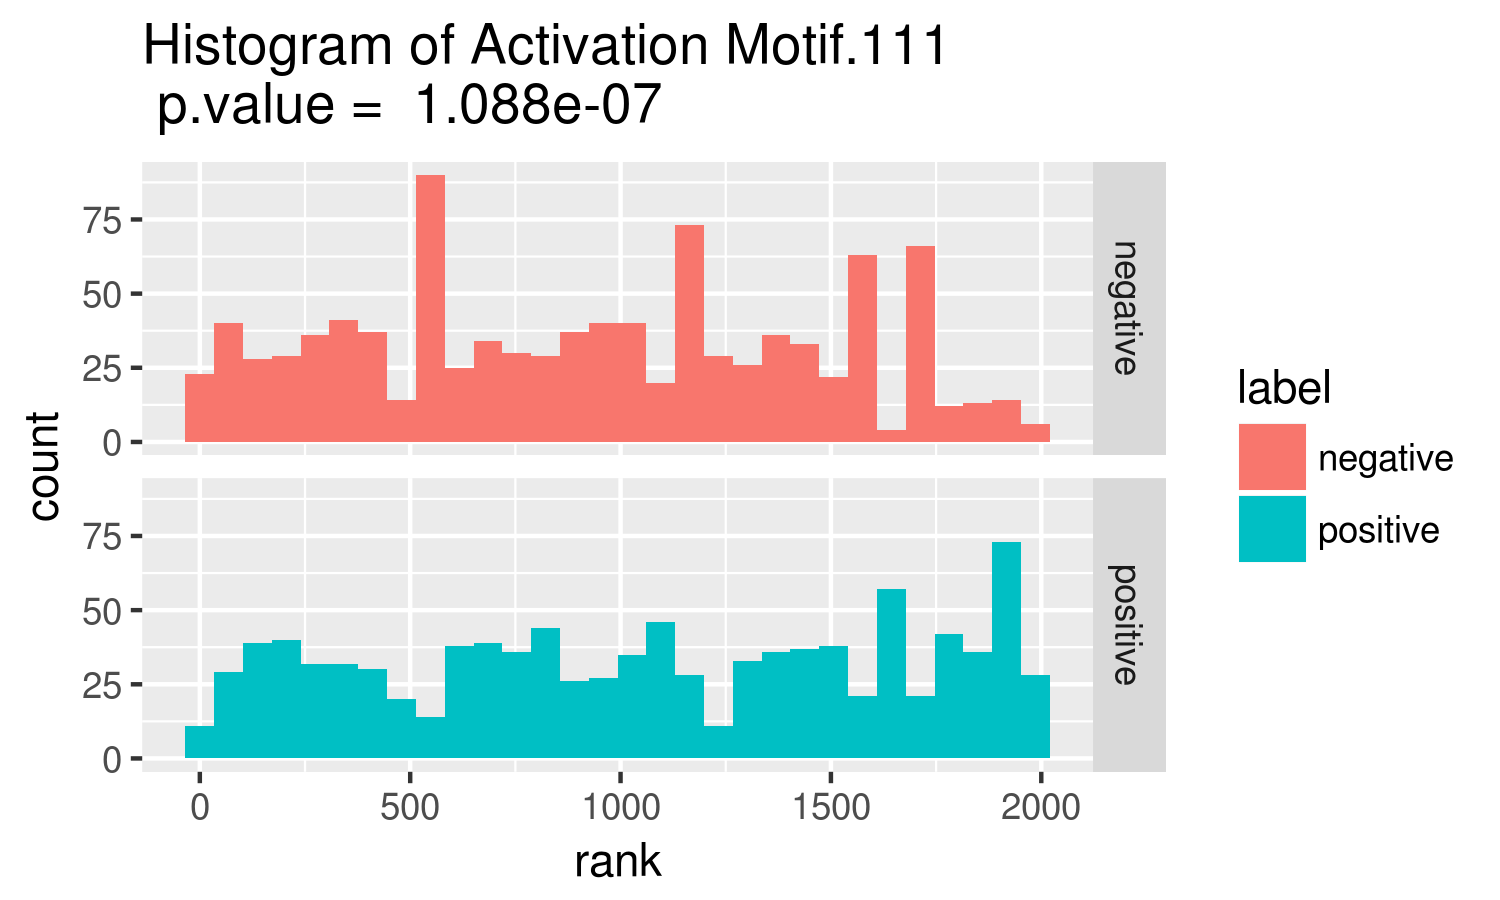 Histogram of Activation Motif.111
p.value = 1.088e-07
75
50
25
0
negative
75
50
25
0
positive
0 500 1000 1500 2000
rank
count
label
negative
positive